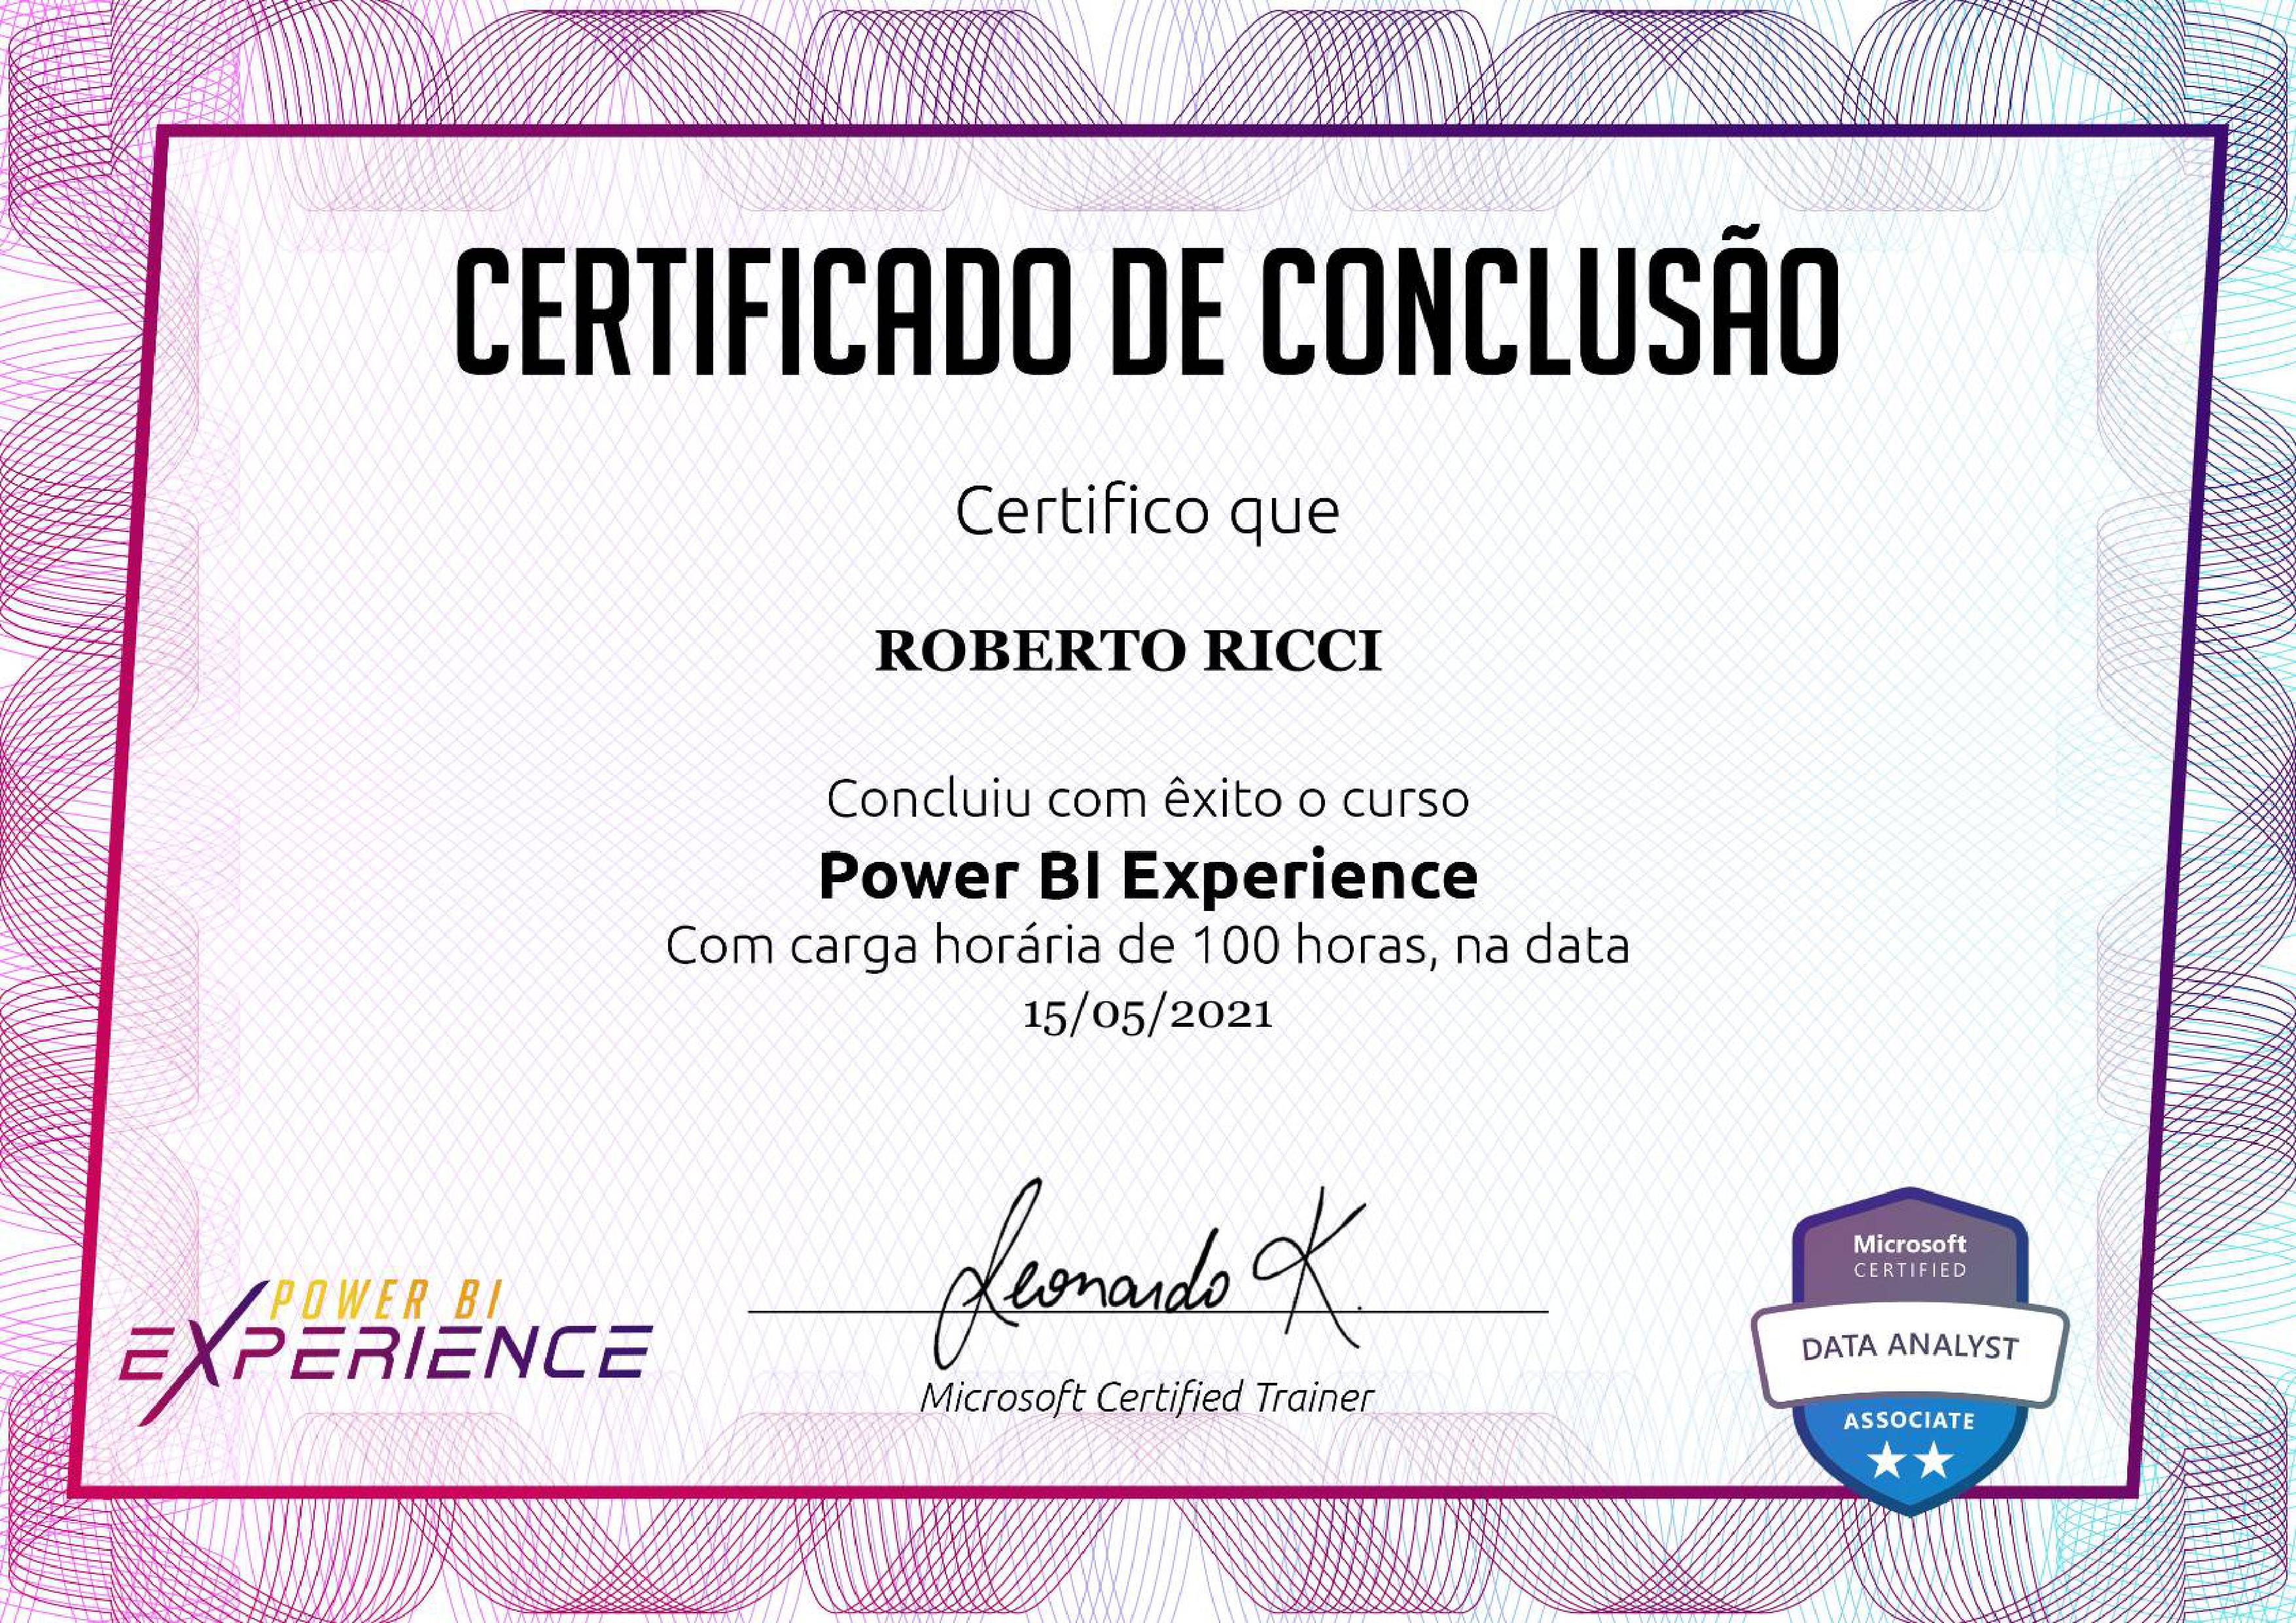 CERTIFICADO DE CONCLUSÃO
Certifico que
ROBERTO RICCI
Concluiu com êxito o curso
Power BI Experience
Com carga horária de 100 horas, na data
15/05/2021
Leonardo K.
Microsoft Certified Trainer
POWER BI
EXPERIENCE
Microsoft
CERTIFIED
DATA ANALYST
ASSOCIATE